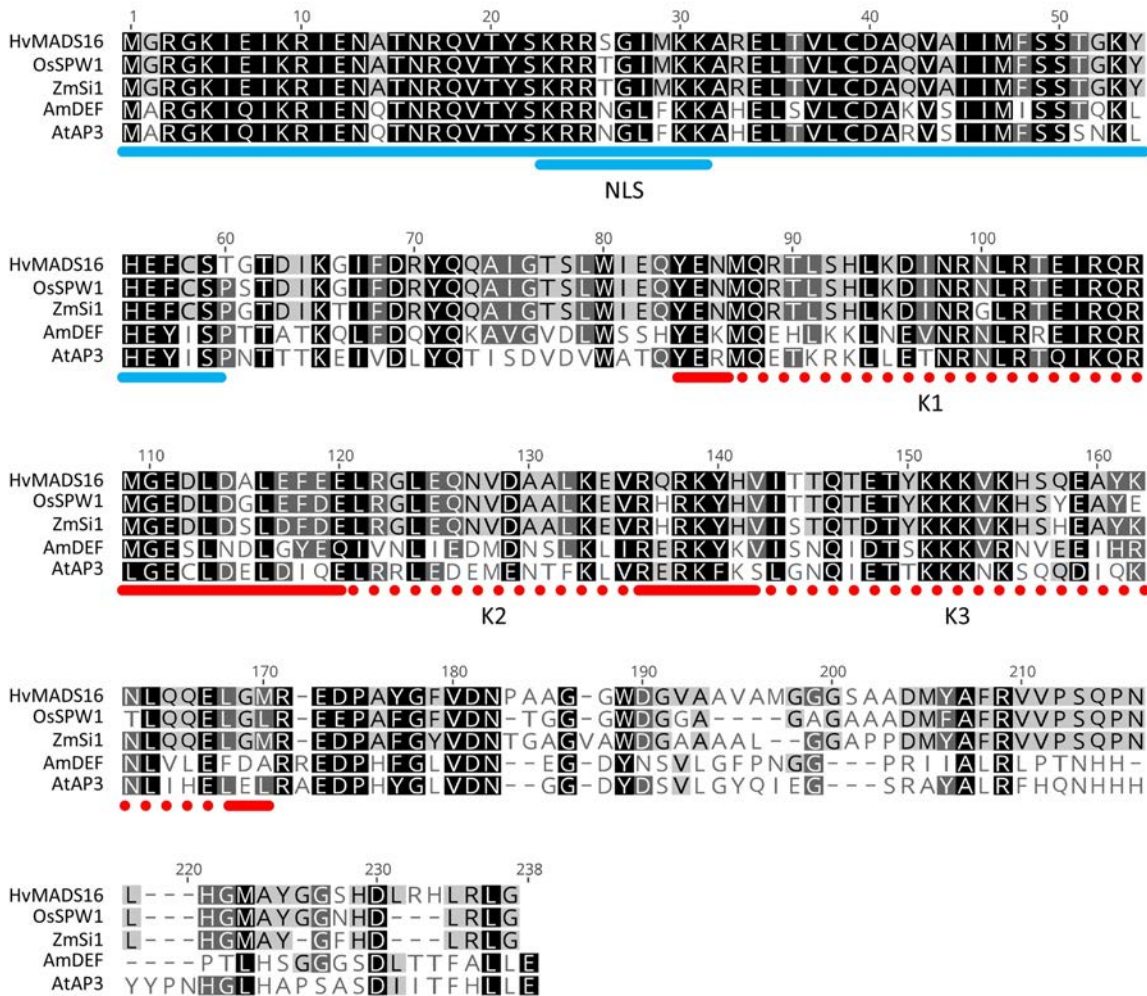 1 10 20 30 40 50
HvMADS16 MGRGKIEIKRIENATNRQVTYSKRRSGIMKKARELTVLCDAQVAIIMFSSTGKY
OsSPW1 MGRGKIEIKRIENATNRQVTYSKRRTGIMKKARELTVLCDAQVAIIMFSSTGKY
ZmSi1 MGRGKIEIKRIENATNRQVTYSKRRTGIMKKARELTVLCDAQVAIIMFSSTGKY
AmDEF MARGKIQIKRIENQTNRQVTYSKRRNGLFKKAHELSVLCDAKVSIIMISSTQKL
AtAP3 MARGKIQIKRIENQTNRQVTYSKRRNGLFKKAHELTVLCDARVSIIMFSSSNKL
NLS
60 70 80 90 100
HvMADS16 HEFCSTGTDIKGIFDRYQQAIGTSLWIEQYENMQRTLSHLKDINRNLRTEIRQR
OsSPW1 HEFCSPSTDIKGIFDRYQQAIGTSLWIEQYENMQRTLSHLKDINRNLRTEIRQR
ZmSi1 HEFCSPGTDIKTIFDRYQQAIGTSLWIEQYENMQRTLSHLKDINRGLRTEIRQR
AmDEF HEYISPTTATKQLFDQYQKAVGVDLWSSHYEKMQEHLKKLNEVNRNLRREIRQR
AtAP3 HEYISPNTTTKEIVDLYQTISDVDVWATQYERMQETKRKLLETNRNLRTQIKQR
K1
110 120 130 140 150 160
HvMADS16 MGEDLDALEFEELRGLEQNVDAALKEVRQRKYHVITTQTETYKKKVKHSQEAYK
OsSPW1 MGEDLDGLEFDELRGLEQNVDAALKEVRHRKYHVITTQTETYKKKVKHSYEAYE
ZmSi1 MGEDLDSLDFDELRGLEQNVDAALKEVRHRKYHVISTQTDTYKKKVKHSHEAYK
AmDEF MGESLNDLGYEQIVNLIEDMDNSLKLIRERKYKVISNQIDTSKKKVRNVEEIHR
AtAP3 LGECLDELDIQELRRLEDEMENTFKLVRERKFKSLGNQIETTKKKNKSQQDIQK
K2 K3
170 180 190 200 210
HvMADS16 NLQQELGMR-EDPAYGFVDNPAAG-GWDGVAAVAMGGGSAADMYAFRVVPSQPN
OsSPW1 TLQQELGLR-EEPAFGFVDN-TGG-GWDGGA----GAGAAADMFAFRVVPSQPN
ZmSi1 NLQQELGMR-EDPAFGYVDNTGAGVAWDGAAAAL--GGAPPDMYAFRVVPSQPN
AmDEF NLVLEFDARREDPHFGLVDN--EG-DYNSVLGFPNGG---PRIIALRLPTNHH-
AtAP3 NLIHELELRAEDPHYGLVDN--GG-DYDSVLGYQIEG---SRAYALRFHQNHHH
220 230 238
HvMADS16 L---HGMAYGGSHDLRHLRLG
OsSPW1 L---HGMAYGGNHD---LRLG
ZmSi1 L----HGMAY-GFHD---LRLG
AmDEF ----PTLHSGGGSDLTTFALLE
AtAP3 YYPNHGLHAPSASDIITFHLLE